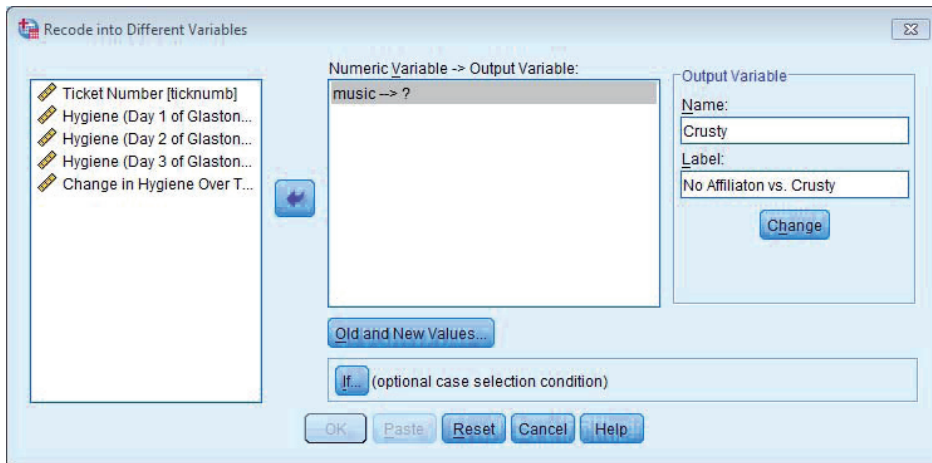 Recode into Different Variables
Ticket Number [ticknumb]
Hygiene (Day 1 of Glaston...
Hygiene (Day 2 of Glaston...
Hygiene (Day 3 of Glaston...
Change in Hygiene Over T...
Numeric Variable -> Output Variable:
music --> ?
Output Variable
Name:
Crusty
Label:
No Affiliaton vs. Crusty
Change
Old and New Values...
If... (optional case selection condition)
OK Paste Reset Cancel Help